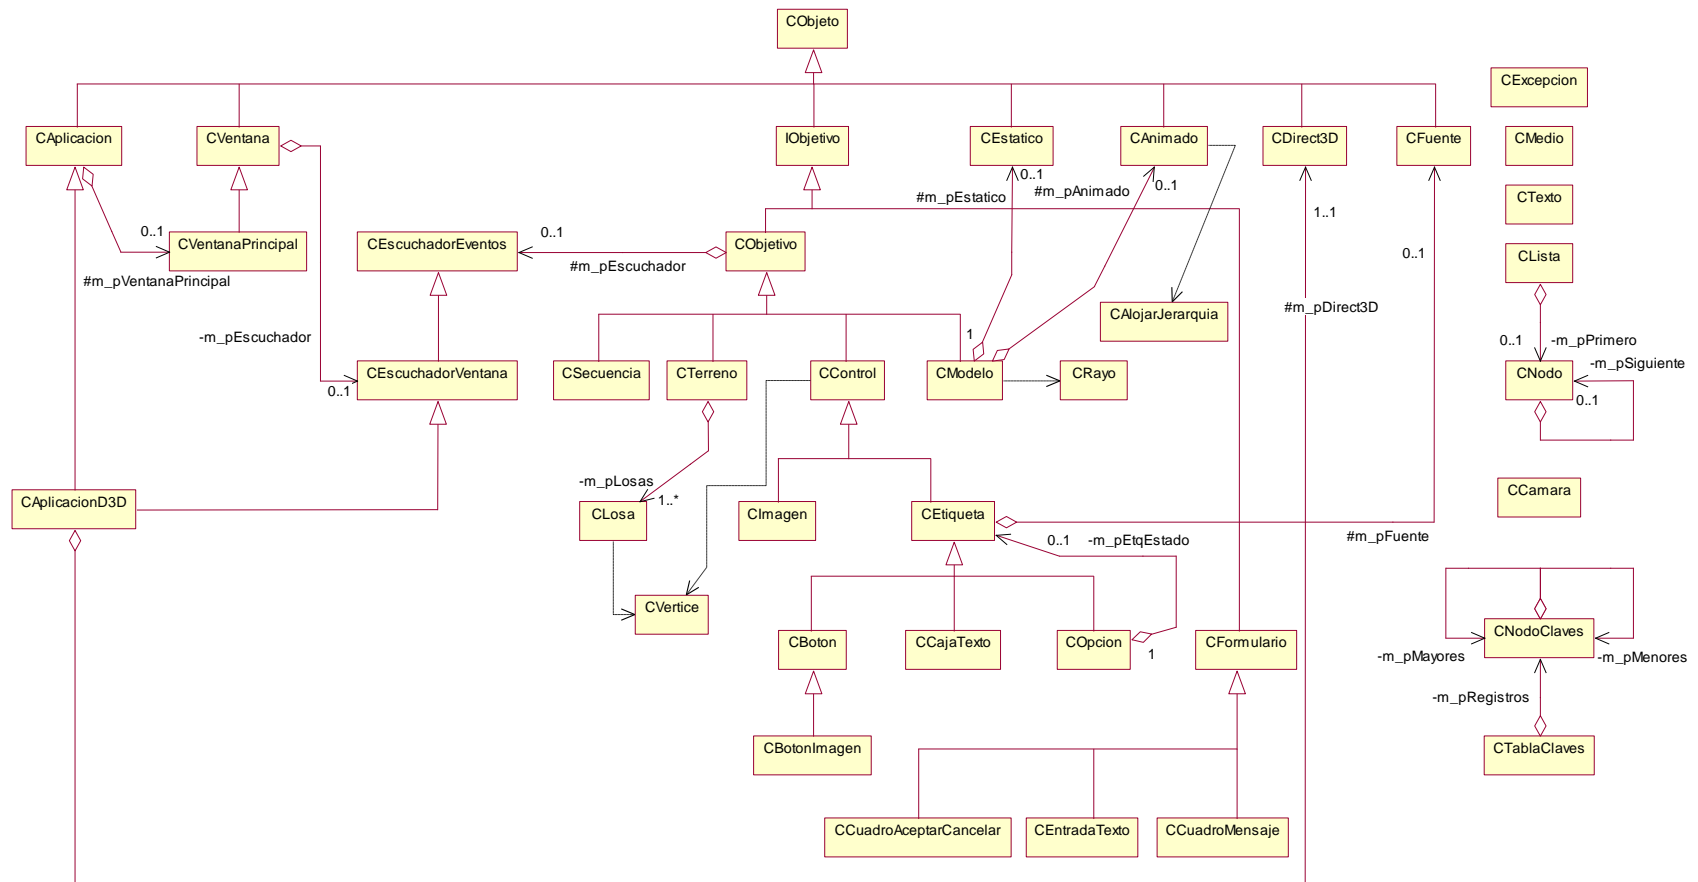 CObjeto
CExcepcion
CAplicacion
CVentana
IObjetivo
CEstatico
CAnimado
CDirect3D
CFuente
CMedio
0..1
#m_pEstatico
#m_pAnimado
0..1
CTexto
1..1
0..1
CVentanaPrincipal
#m_pVentanaPrincipal
CEscuchadorEventos
0..1
#m_pEscuchador
CObjetivo
0..1
CLista
CAlojarJerarquia
#m_pDirect3D
-m_pEscuchador
1
0..1
-m_pPrimero
-m_pSiguiente
CEscuchadorVentana
0..1
CSecuencia
CTerreno
CControl
CModelo
CRayo
CNodo
0..1
-m_pLosas
1..*
CAplicacionD3D
CLosa
CImagen
CEtiqueta
CCamara
#m_pFuente
0..1
-m_pEtqEstado
CVertice
CBoton
CCajaTexto
COpcion
1
CFormulario
CNodoClaves
-m_pMayores
-m_pMenores
-m_pRegistros
CBotonImagen
CTablaClaves
CCuadroAceptarCancelar
CEntradaTexto
CCuadroMensaje